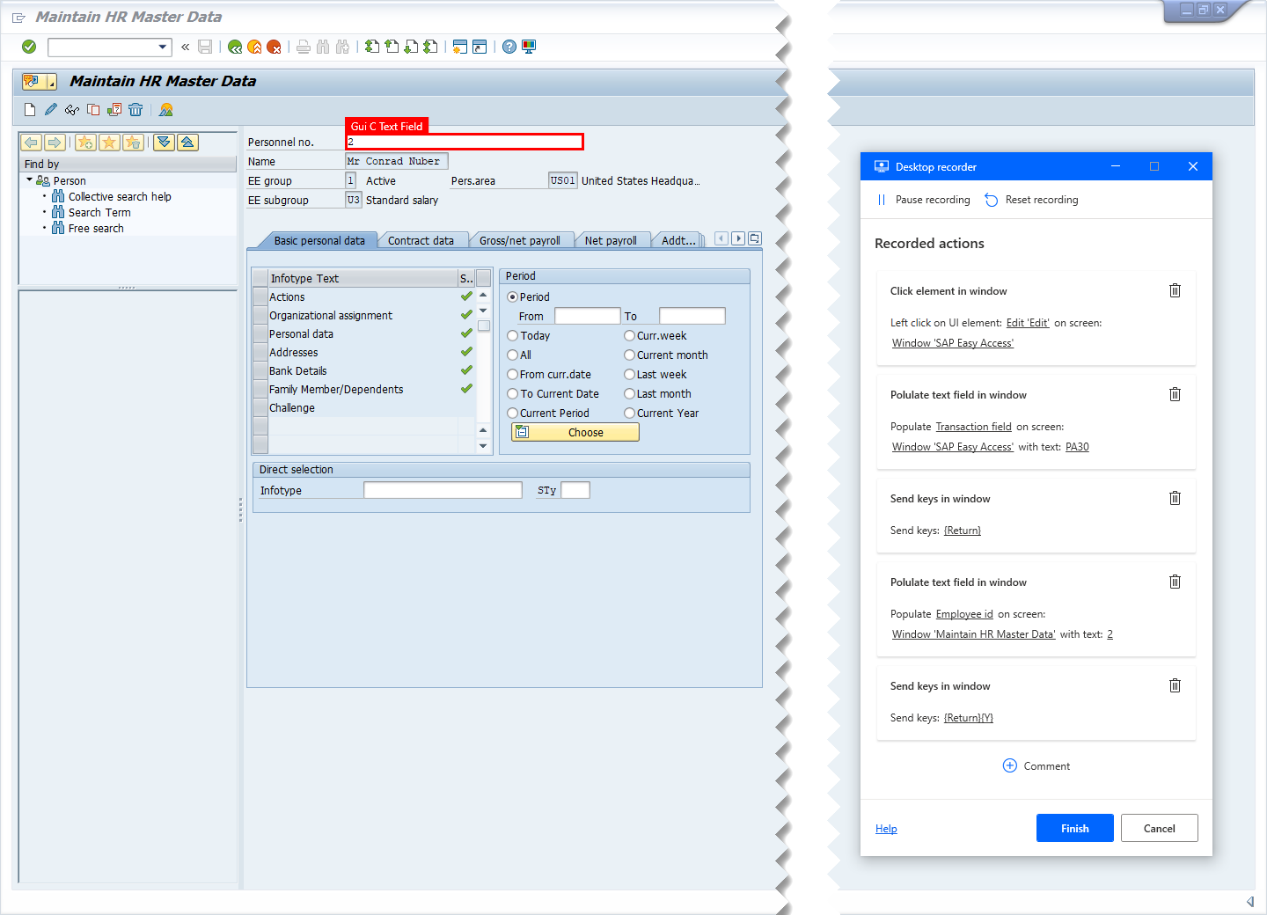 Maintain HR Master Data
Maintain HR Master Data
Gui C Text Field
Personnel no. 2
Name Mr Conrad Nuber
EE group 1 Active Pers.area US01 United States Headqua...
EE subgroup U3 Standard salary
Find by
Person
Collective search help
Search Term
Free search
Basic personal data Contract data Gross/net payroll Net payroll Addt...
Infotype Text S..
Actions
Organizational assignment
Personal data
Addresses
Bank Details
Family Member/Dependents
Challenge
Period
Period
From To
Today Curr.week
All Current month
From curr.date Last week
To Current Date Last month
Current Period Current Year
Choose
Direct selection
Infotype STy
Desktop recorder
Pause recording Reset recording
Recorded actions
Click element in window
Left click on UI element: Edit 'Edit' on screen:
Window 'SAP Easy Access'
Polulate text field in window
Populate Transaction field on screen:
Window 'SAP Easy Access' with text: PA30
Send keys in window
Send keys: {Return}
Polulate text field in window
Populate Employee id on screen:
Window 'Maintain HR Master Data' with text: 2
Send keys in window
Send keys: {Return}{Y}
Comment
Help Finish Cancel